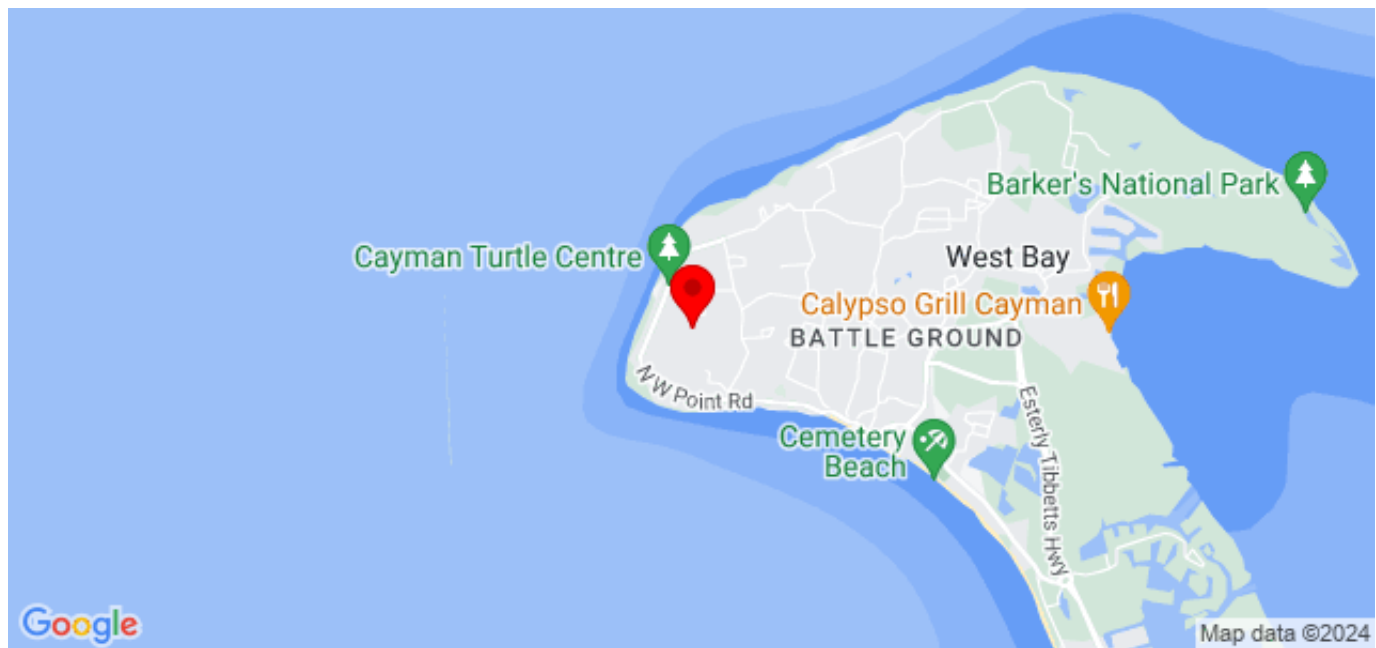 Barker's National Park
Cayman Turtle Centre
West Bay
Calypso Grill Cayman
BATTLE GROUND
N W Point Rd
Esterly Tibbetts Hwy
Cemetery
Beach
Google
Map data ©2024